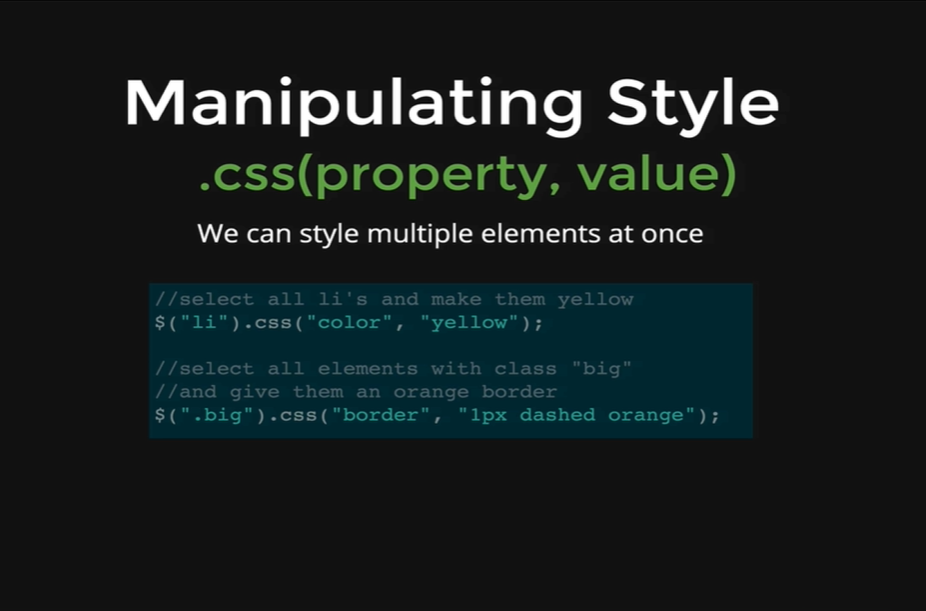 Manipulating Style
.css(property, value)
We can style multiple elements at once
//select all li's and make them yellow
$("li").css("color", "yellow");
//select all elements with class "big"
//and give them an orange border
$(".big").css("border", "1px dashed orange");